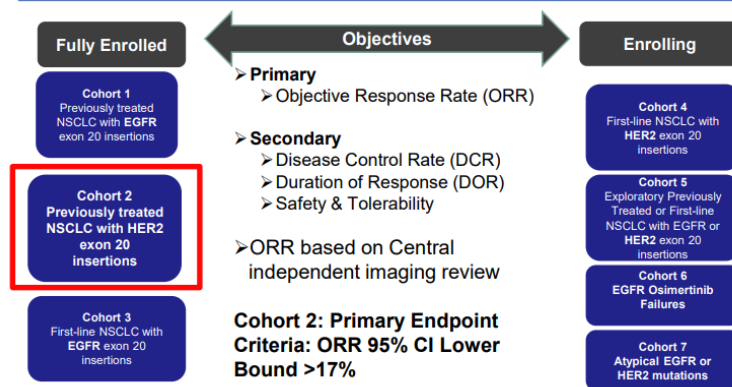 Fully Enrolled
Objectives
Enrolling
Cohort 1
Previously treated
NSCLC with EGFR
exon 20 insertions
Cohort 2
Previously treated
NSCLC with HER2
exon 20
insertions
Cohort 3
First-line NSCLC with
EGFR exon 20
insertions
➢Primary
➢Objective Response Rate (ORR)
➢Secondary
➢Disease Control Rate (DCR)
➢Duration of Response (DOR)
➢Safety & Tolerability
➢ORR based on Central
independent imaging review
Cohort 2: Primary Endpoint
Criteria: ORR 95% CI Lower
Bound >17%
Cohort 4
First-line NSCLC with
HER2 exon 20
insertions
Cohort 5
Exploratory Previously
Treated or First-line
NSCLC with EGFR or
HER2 exon 20
insertions
Cohort 6
EGFR Osimertinib
Failures
Cohort 7
Atypical EGFR or
HER2 mutations